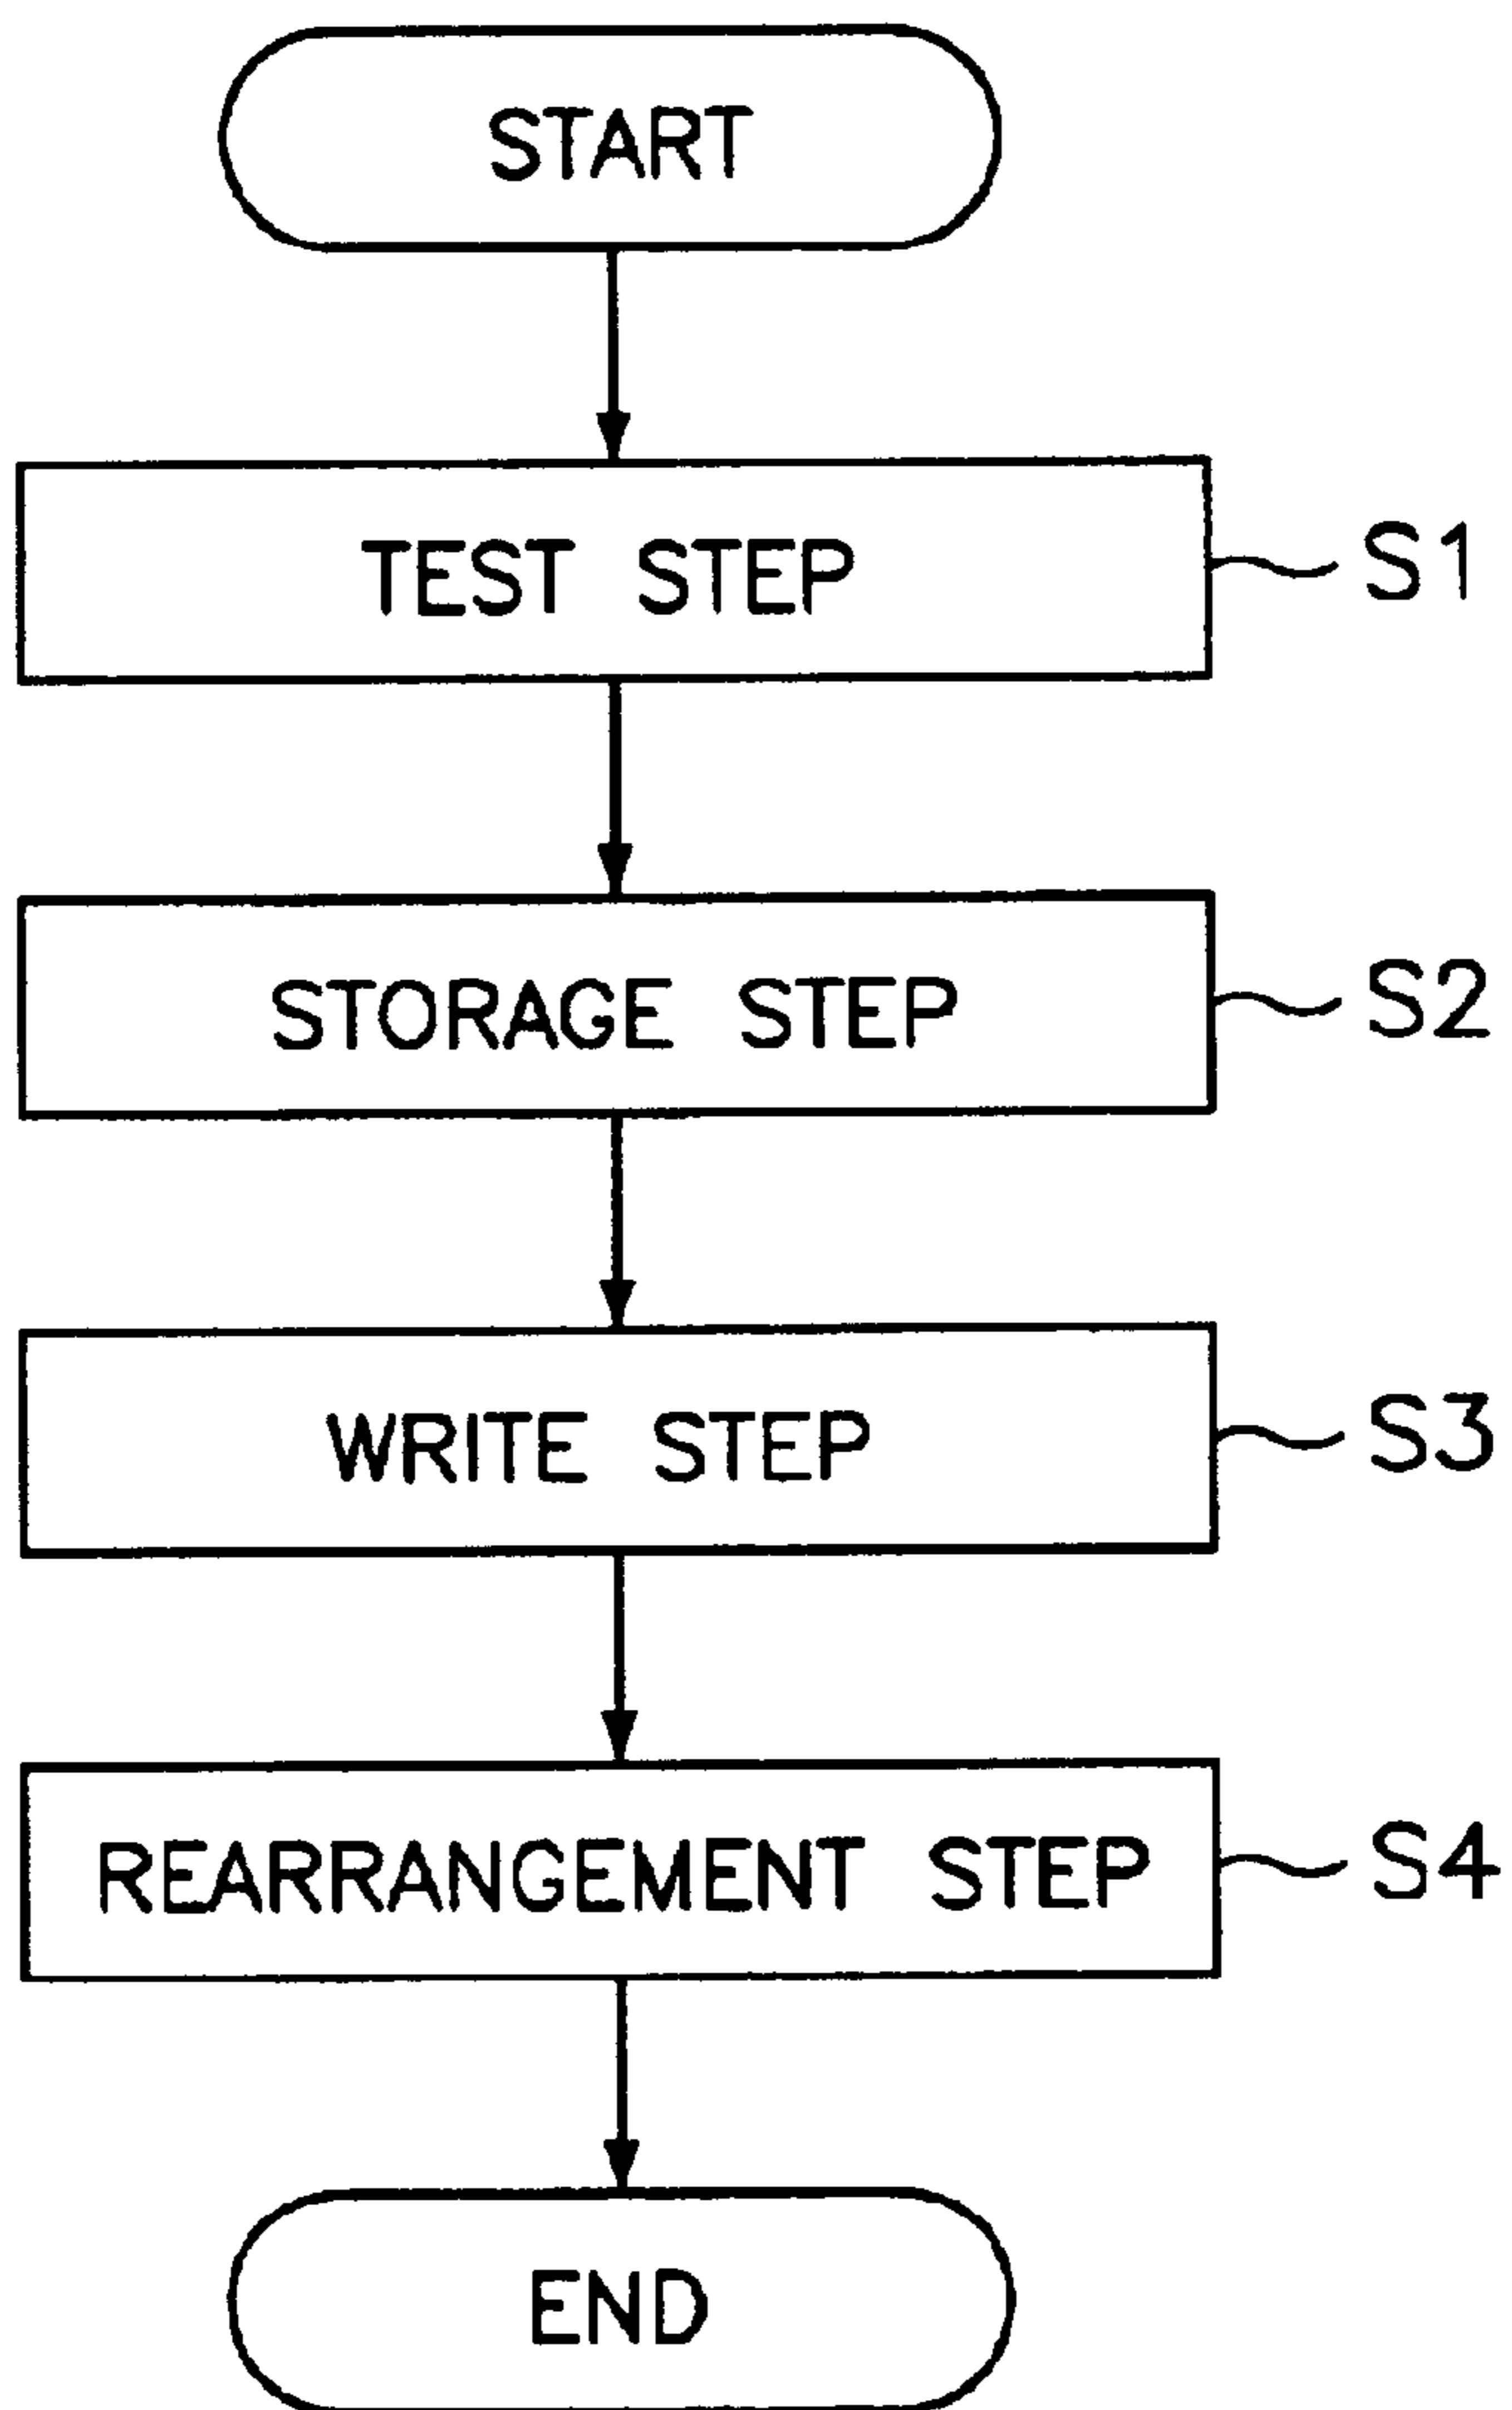 START
TEST STEP S1
STORAGE STEP S2
WRITE STEP S3
REARRANGEMENT STEP S4
END